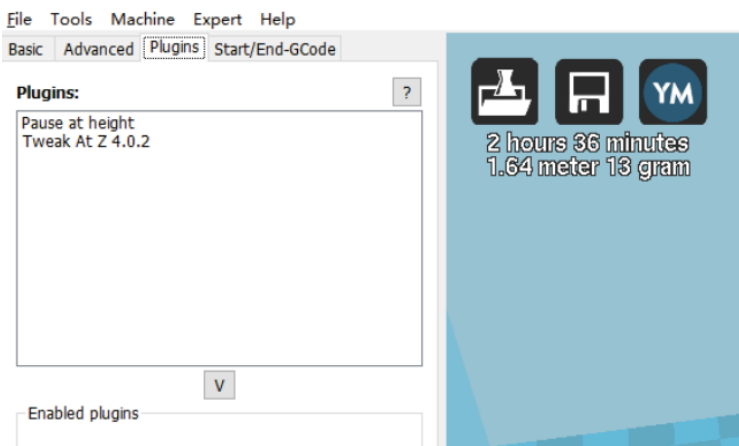 File Tools Machine Expert Help
Basic Advanced Plugins Start/End-GCode
Plugins:
?
Pause at height
Tweak At Z 4.0.2
V
Enabled plugins
YM
2 hours 36 minutes
1.64 meter 13 gram